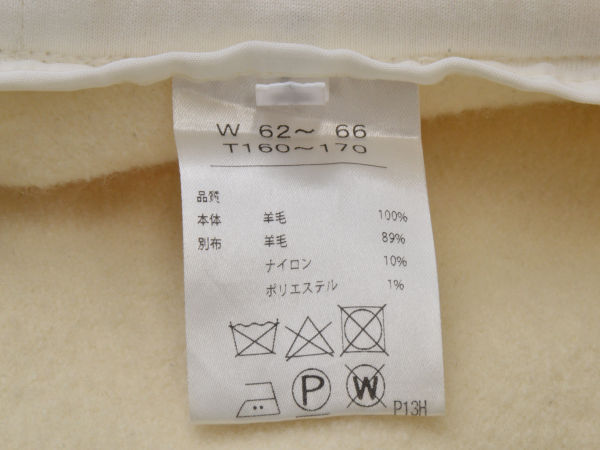 W 62～ 66
T160～170
品質
本体 羊毛 100%
別布 羊毛 89%
ナイロン 10%
ポリエステル 1%
P W P13H